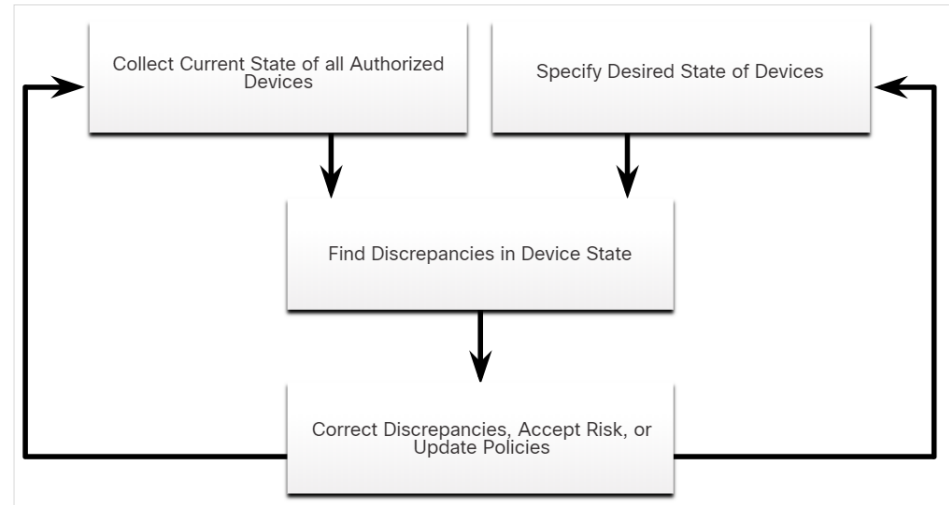 Collect Current State of all Authorized
Devices
Specify Desired State of Devices
Find Discrepancies in Device State
Correct Discrepancies, Accept Risk, or
Update Policies